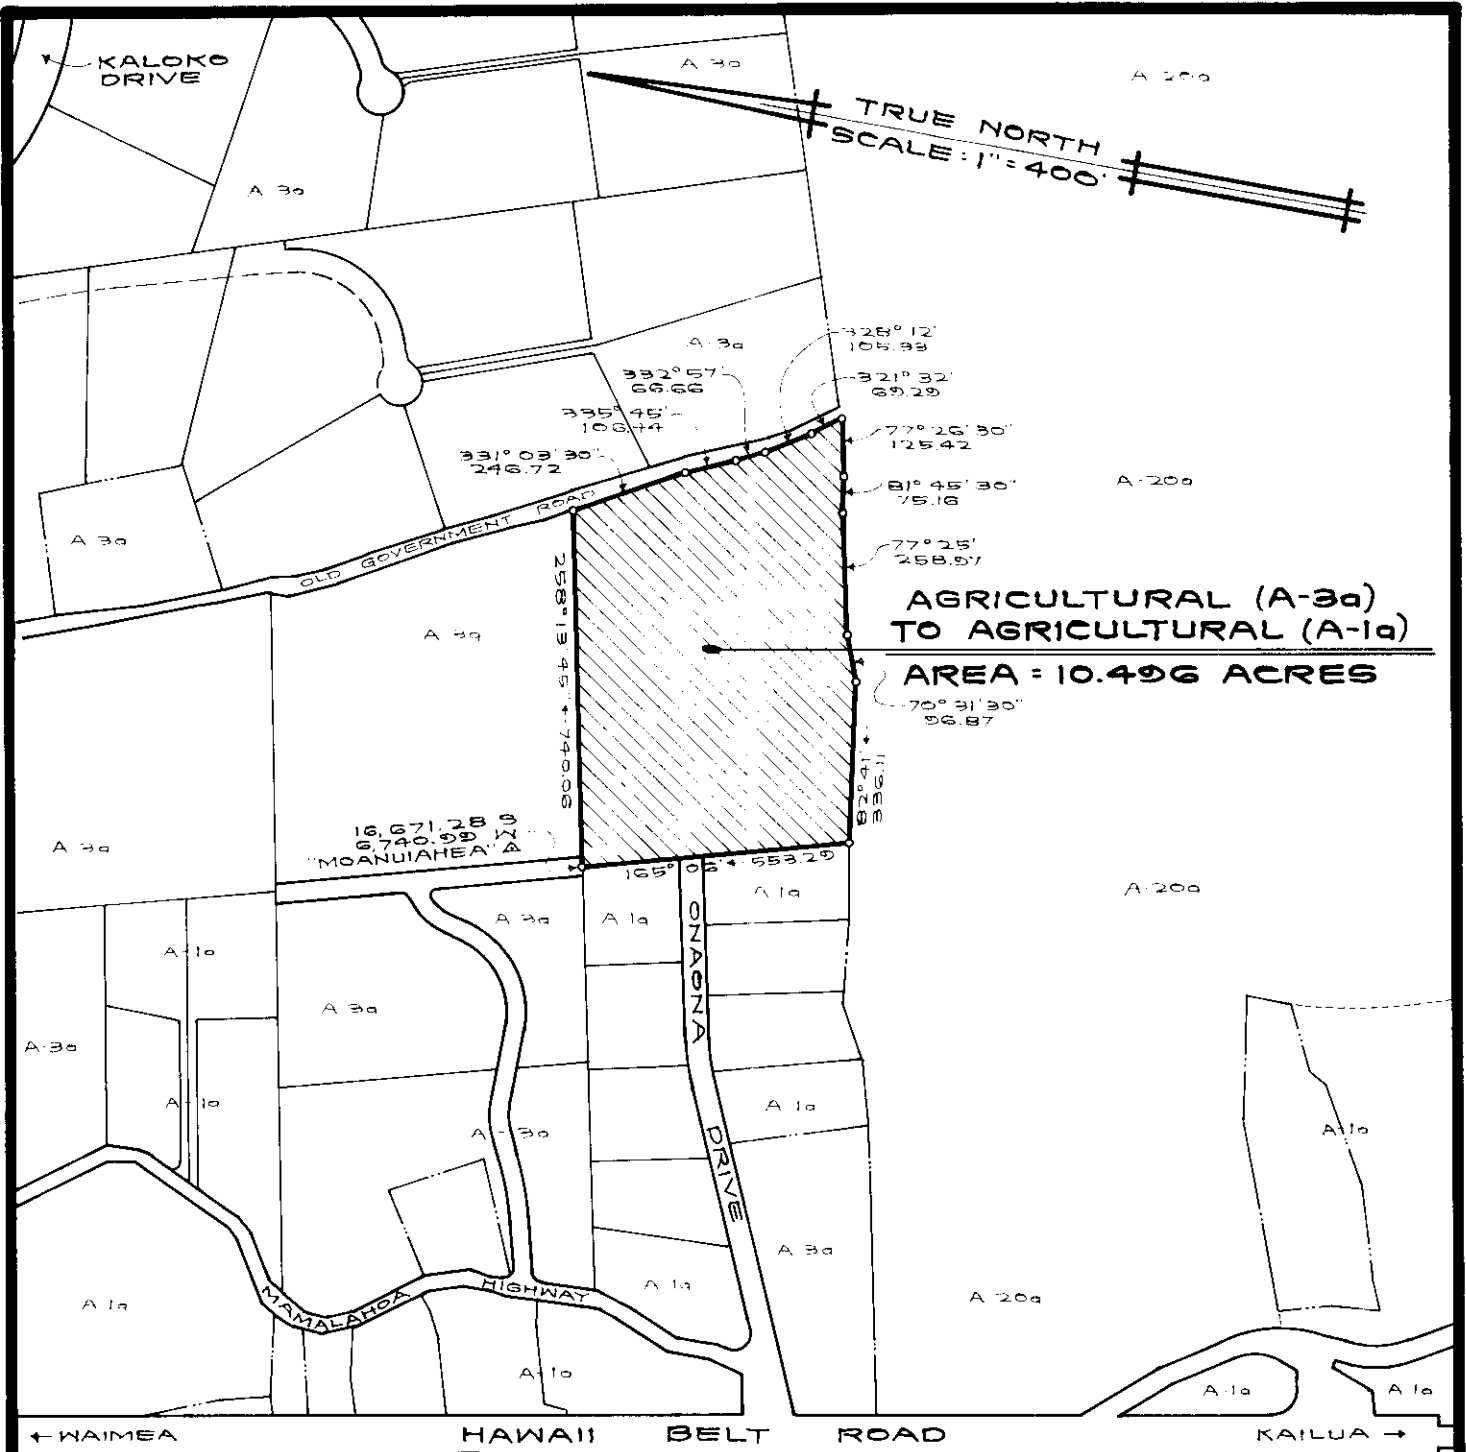 KALOKO
DRIVE
A-3a
A-20a
TRUE NORTH
SCALE : 1" = 400'
A-3a
A-3a
328° 12'
105.93
332° 57'
66.66
321° 32'
69.29
335° 45'
106.44
77° 26' 30"
125.42
331° 03' 30"
246.72
81° 45' 30"
75.16
A-20a
OLD GOVERNMENT ROAD
A-3a
77° 25'
258.97
258° 13' 45" 740.06
AGRICULTURAL (A-3a)
TO AGRICULTURAL (A-1a)
AREA = 10.496 ACRES
A-3a
70° 31' 30"
96.87
82° 41'
336.11
16,671.28 S
6,740.99 W
"MOANUIAHEA" △
A-3a
165° 06' 553.29
A-1a
A-20a
A-3a
A-1a
ONAONA DRIVE
A-1a
A-3a
A-3a
A-1a
A-1a
A-3a
A-1a
A-3a
A-1a
A-1a
A-20a
MAMALAHOA HIGHWAY
A-1a
A-1a
A-1a
← WAIMEA
HAWAII BELT ROAD
KAILUA →